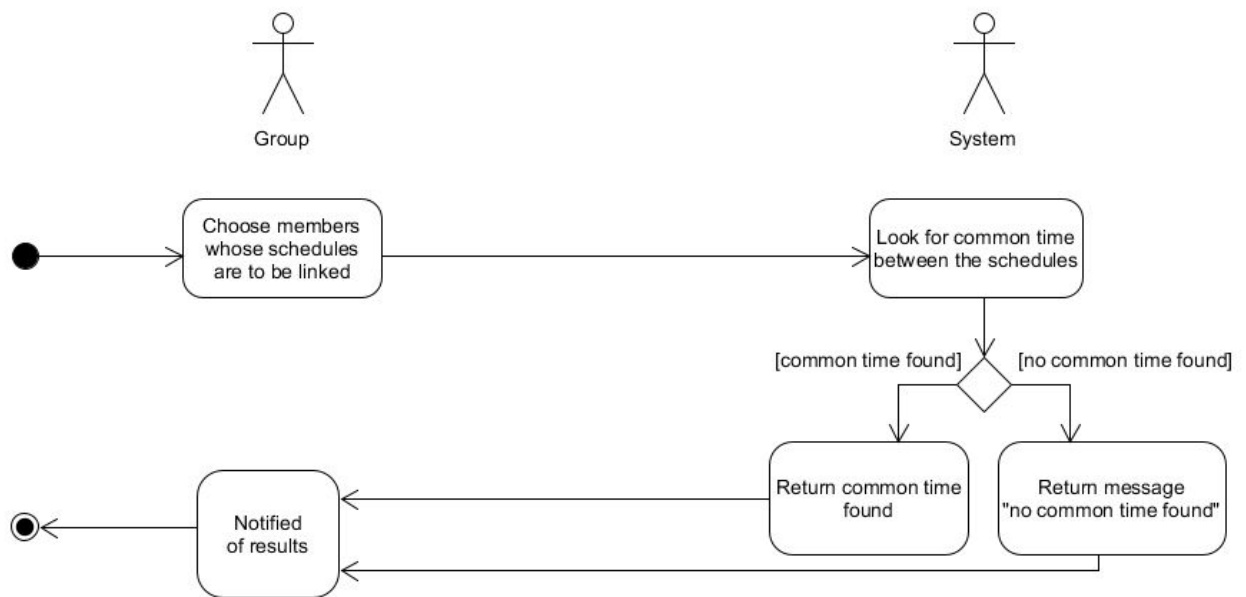 Group
System
Choose members
whose schedules
are to be linked
Look for common time
between the schedules
[common time found]
[no common time found]
Return common time
found
Return message
"no common time found"
Notified
of results